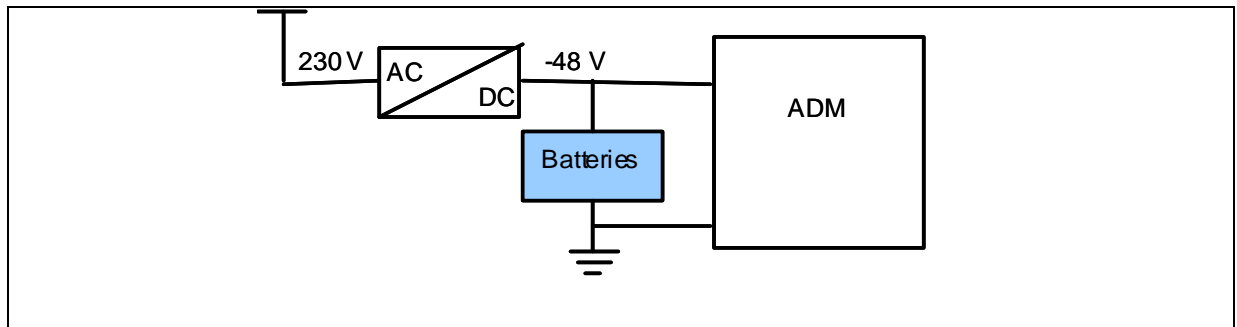 230 V
AC
DC
-48 V
Batteries
ADM